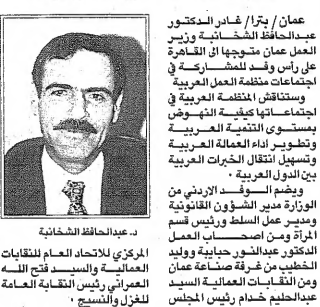 عمان / بترا / غادر الدكتور
عبدالحافظ الشخانبة وزير
العمل عمان متوجها الى القاهرة
على رأس وفد للمشاركة في
اجتماعات منظمة العمل العربية
وستناقش المنظمة العربية في
اجتماعاتها كيفية النهوض
بمستوى التنمية العربية
وتطوير اداء العمالة العربية
وتسهيل انتقال الخبرات العربية
بين الدول العربية .
ويضم الوفد الاردني من
الوزارة مدير الشؤون القانونية
ومدير عمل السلط ورئيس قسم
المرأة ومن اصحاب العمل
الدكتور عبدالنور حبايبة ووليد
الخطيب من غرفة صناعة عمان
ومن النقابات العمالية السيد
عبدالحليم خدام رئيس المجلس
د. عبدالحافظ الشخانبة
المركزي للاتحاد العام للنقابات
العمالية والسيد فتح الله
العمراني رئيس النقابة العامة
للغزل والنسيج .